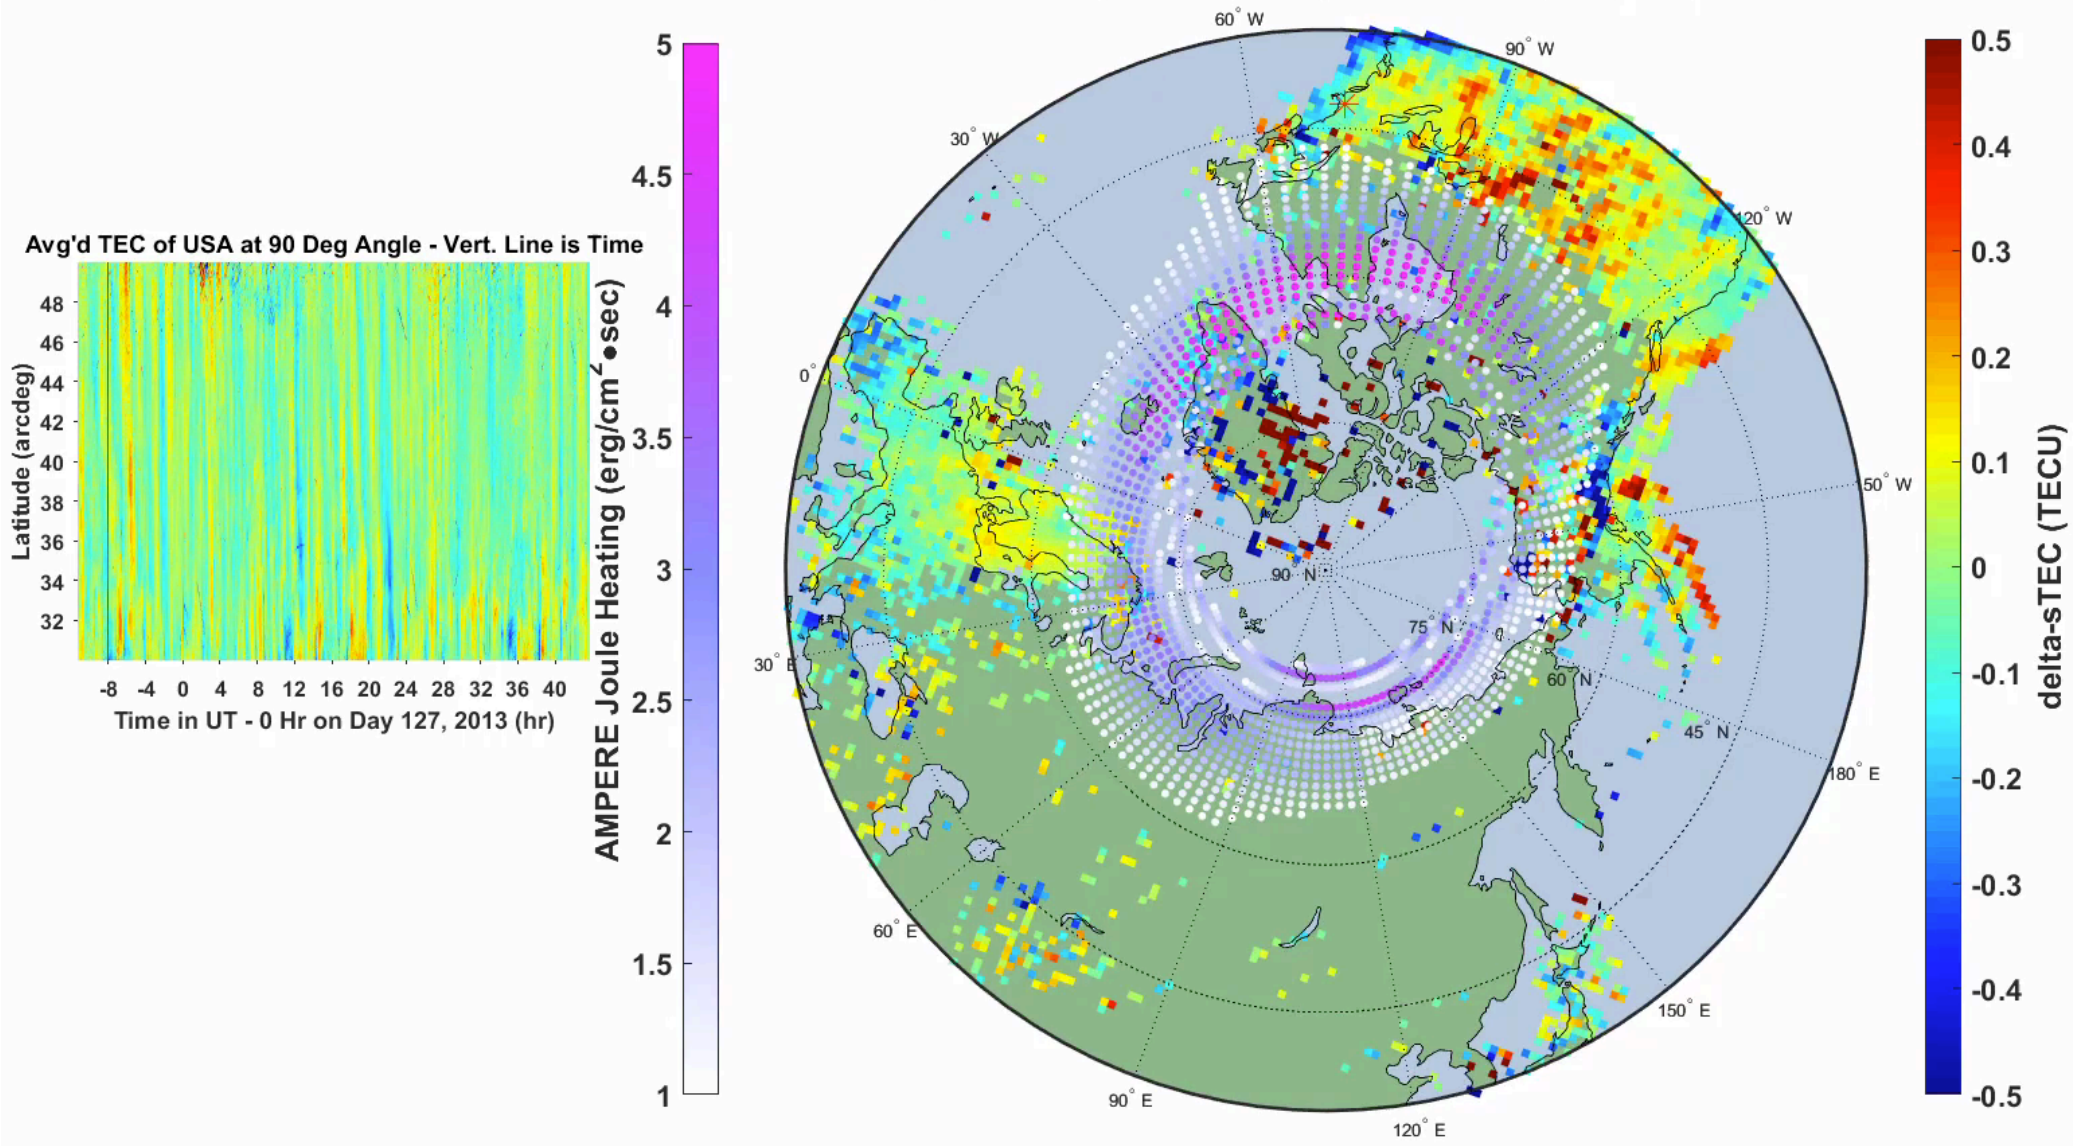 Avg'd TEC of USA at 90 Deg Angle - Vert. Line is Time
Latitude (arcdeg)
48
46
44
42
40
38
36
34
32
-8 -4 0 4 8 12 16 20 24 28 32 36 40
Time in UT - 0 Hr on Day 127, 2013 (hr)
AMPERE Joule Heating (erg/cm²●sec)
5
4.5
4
3.5
3
2.5
2
1.5
1
60° W
90° W
30° W
120° W
0°
150° W
90° N
75° N
30° E
60° N
45° N
180° E
60° E
150° E
90° E
120° E
0.5
0.4
0.3
0.2
0.1
0
-0.1
-0.2
-0.3
-0.4
-0.5
delta-sTEC (TECU)